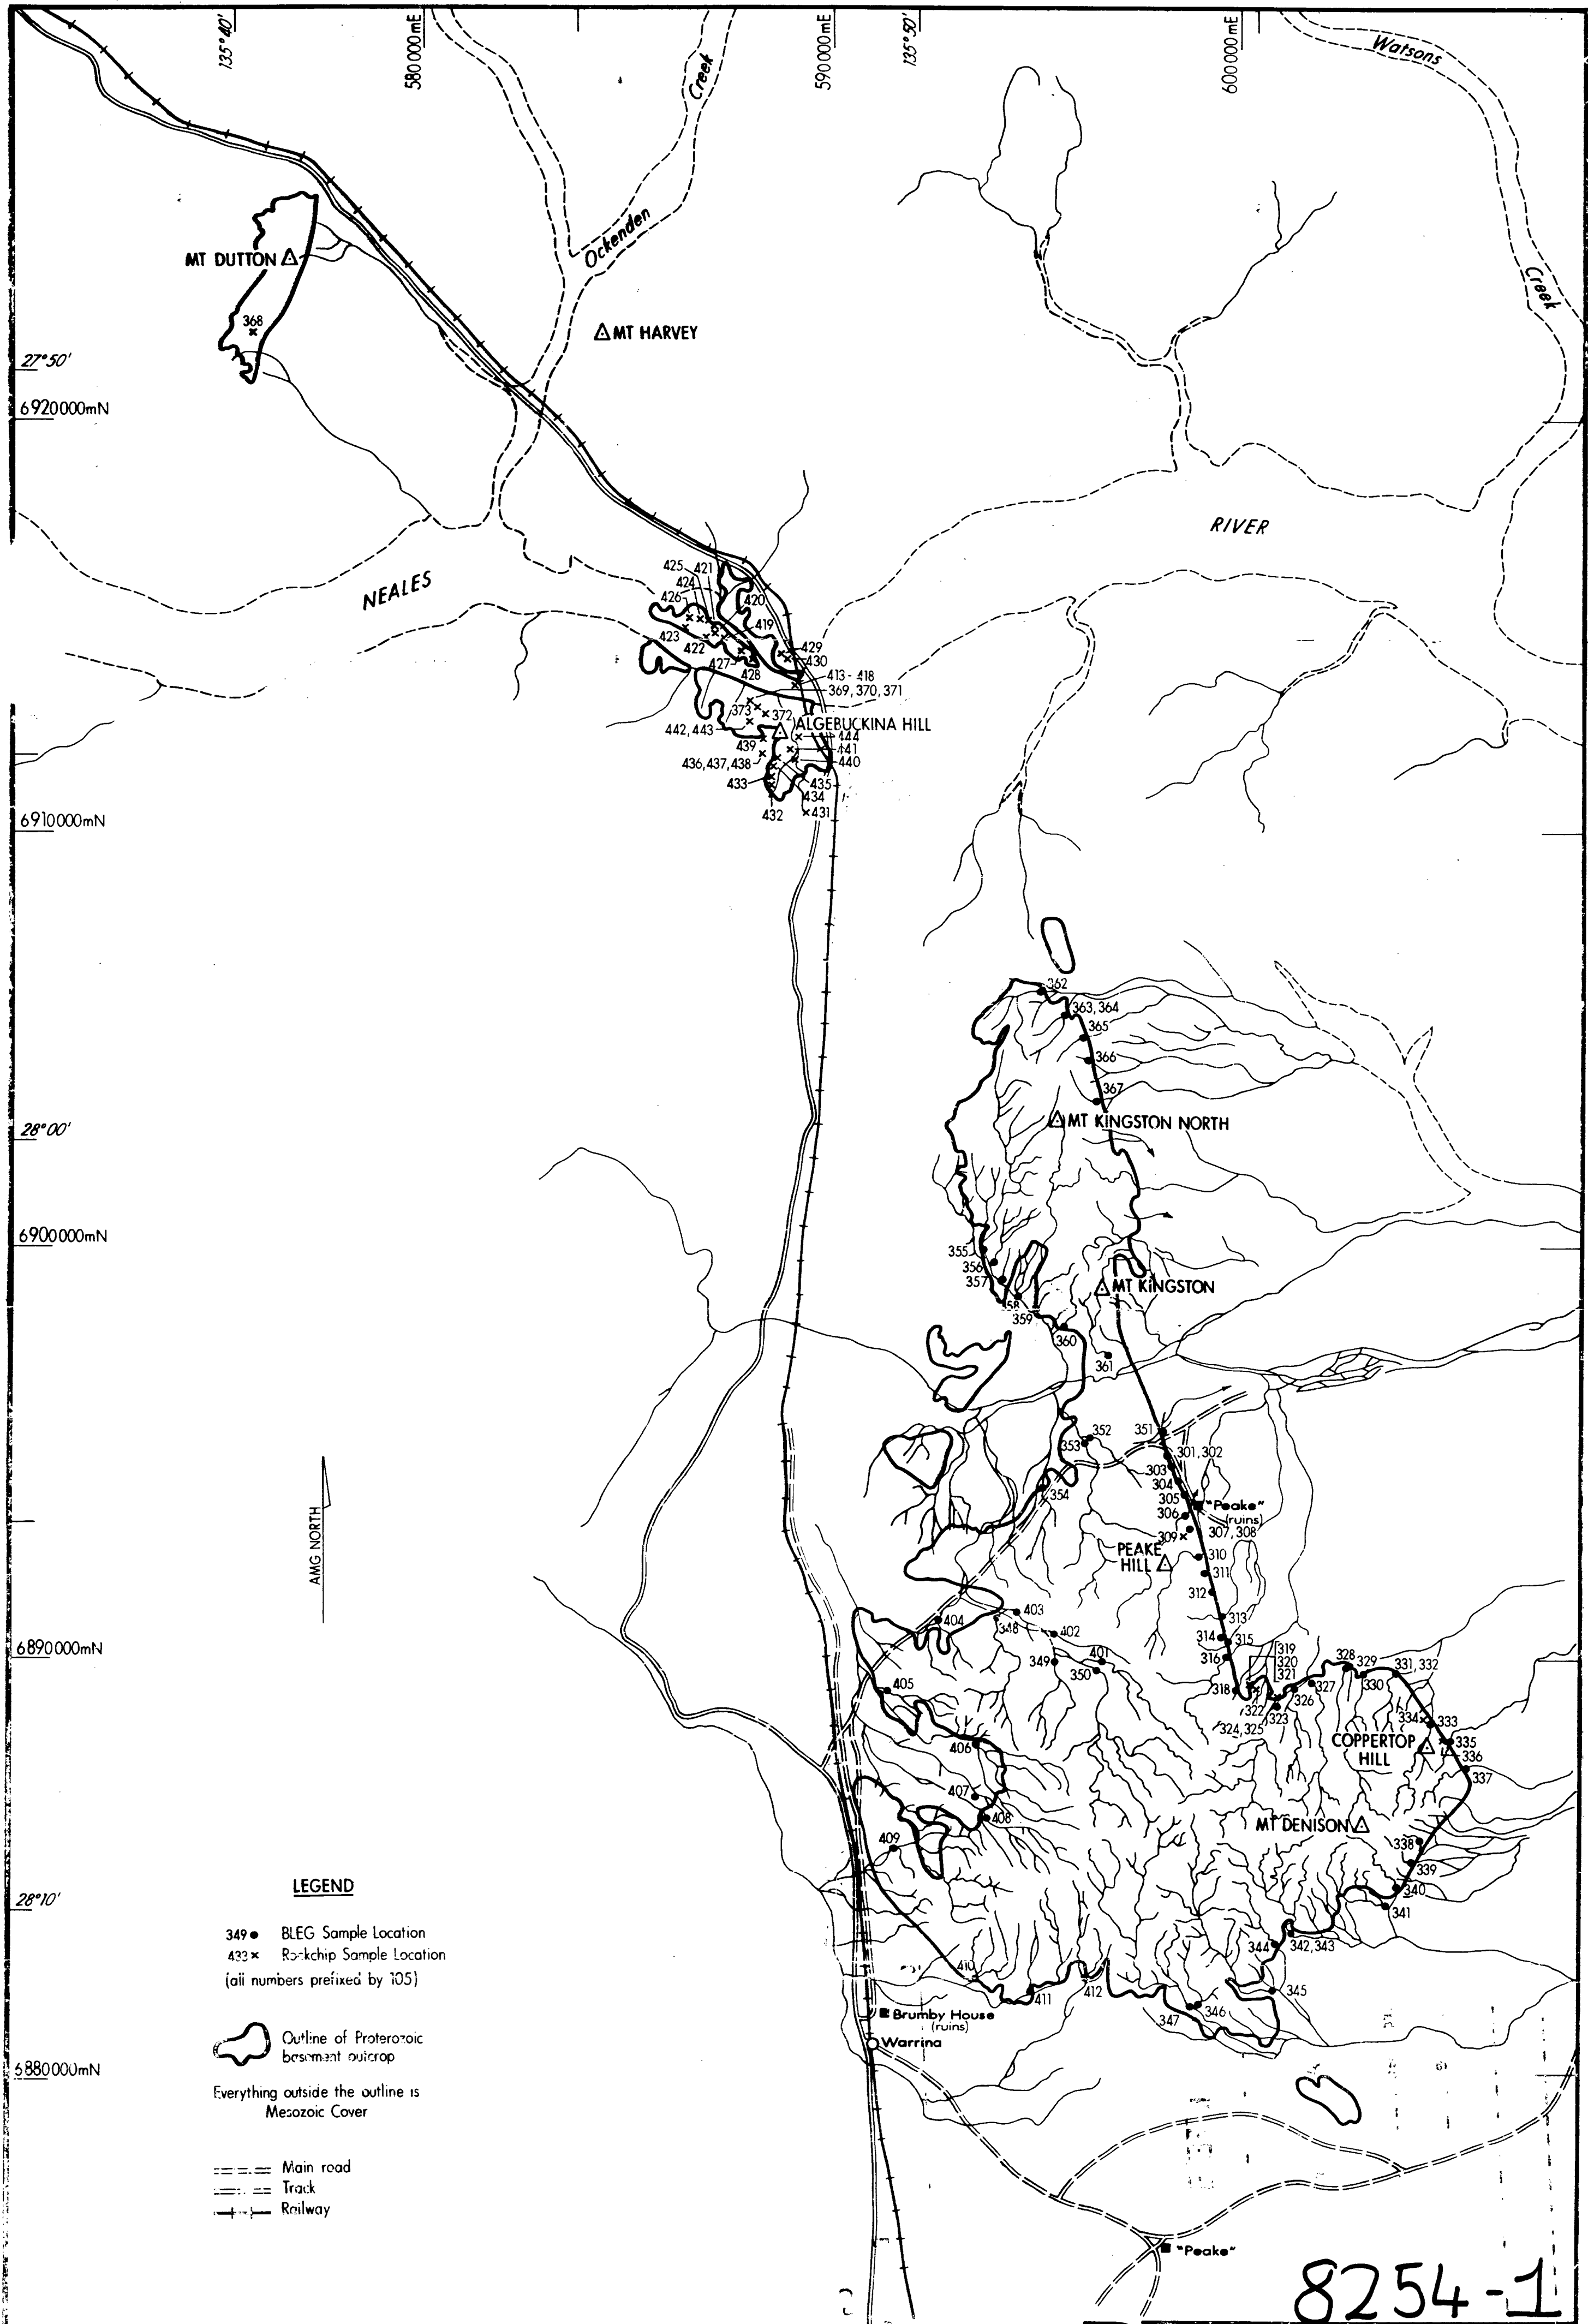 135°40'
580000mE
590000mE
135°50'
600000mE
Watsons
Creek
Creek
Ockenden
MT DUTTON
368
MT HARVEY
27°50'
6920000mN
RIVER
NEALES
425
421
424
426
420
423
419
422
429
427
430
428
413 - 418
369, 370, 371
373
372
ALGEBUCKINA HILL
442, 443
444
439
441
436, 437, 438
440
433
435
434
432
431
6910000mN
362
363, 364
365
366
367
MT KINGSTON NORTH
28°00'
6900000mN
355
356
357
MT KINGSTON
358
359
360
361
352
351
353
301, 302
303
304
354
305
"Peake"
(ruins)
306
307, 308
309
AMG NORTH
PEAKE
HILL
310
311
312
403
404
348
313
402
314
315
6890000mN
401
349
350
316
319
320
321
328
329
331, 332
330
327
326
318
322
323
324, 325
405
334
333
COPPERTOP
HILL
335
336
337
406
407
408
MT DENISON
409
338
339
340
341
28°10'
342, 343
344
345
346
347
410
411
412
LEGEND
349 BLEG Sample Location
433 Rockchip Sample Location
(all numbers prefixed by 105)
Outline of Proterozoic
basement outcrop
Everything outside the outline is
Mesozoic Cover
Main road
Track
Railway
Brumby House
(ruins)
Warrina
6880000mN
"Peake"
8254-1